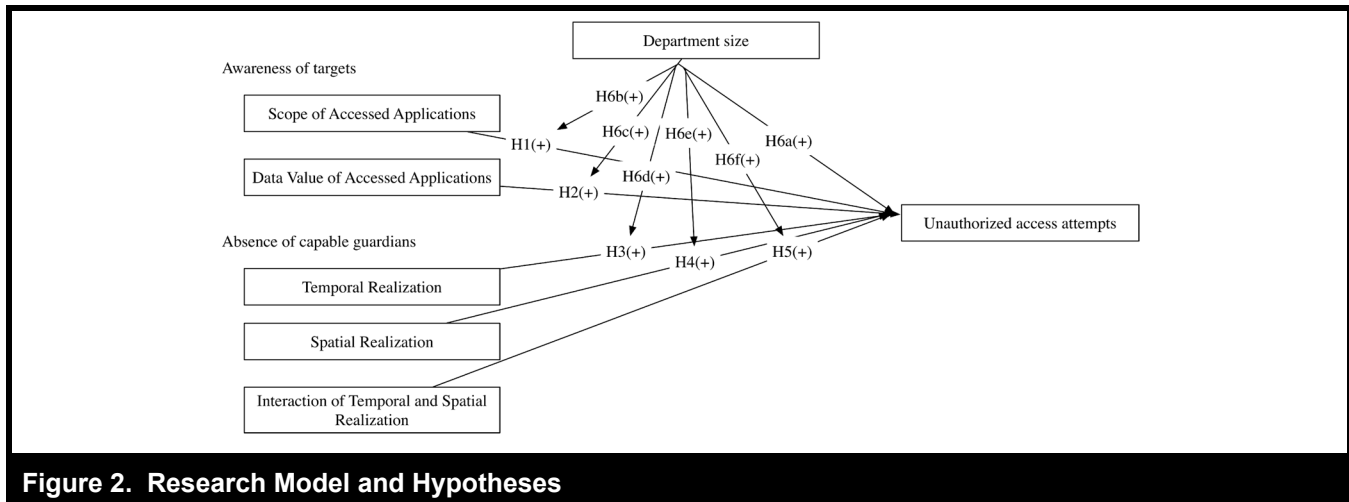 Department size
Awareness of targets
H6b(+)
Scope of Accessed Applications
H6c(+)
H6e(+)
H6a(+)
H1(+)
H6f(+)
Data Value of Accessed Applications
H6d(+)
H2(+)
Unauthorized access attempts
Absence of capable guardians
H3(+)
H4(+)
H5(+)
Temporal Realization
Spatial Realization
Interaction of Temporal and Spatial
Realization
Figure 2. Research Model and Hypotheses